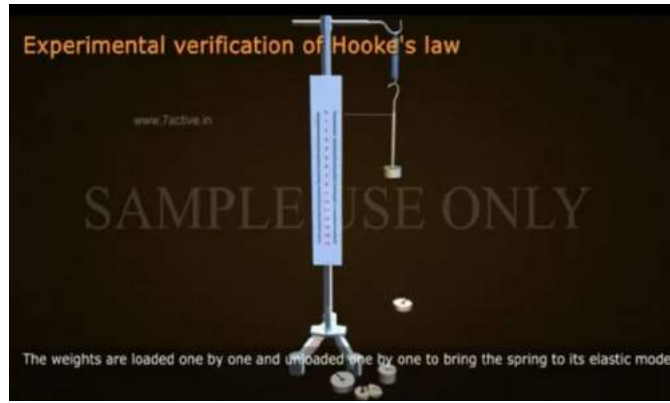 Experimental verification of Hooke's law
www.7active.in
SAMPLE USE ONLY
The weights are loaded one by one and unloaded one by one to bring the spring to its elastic mode